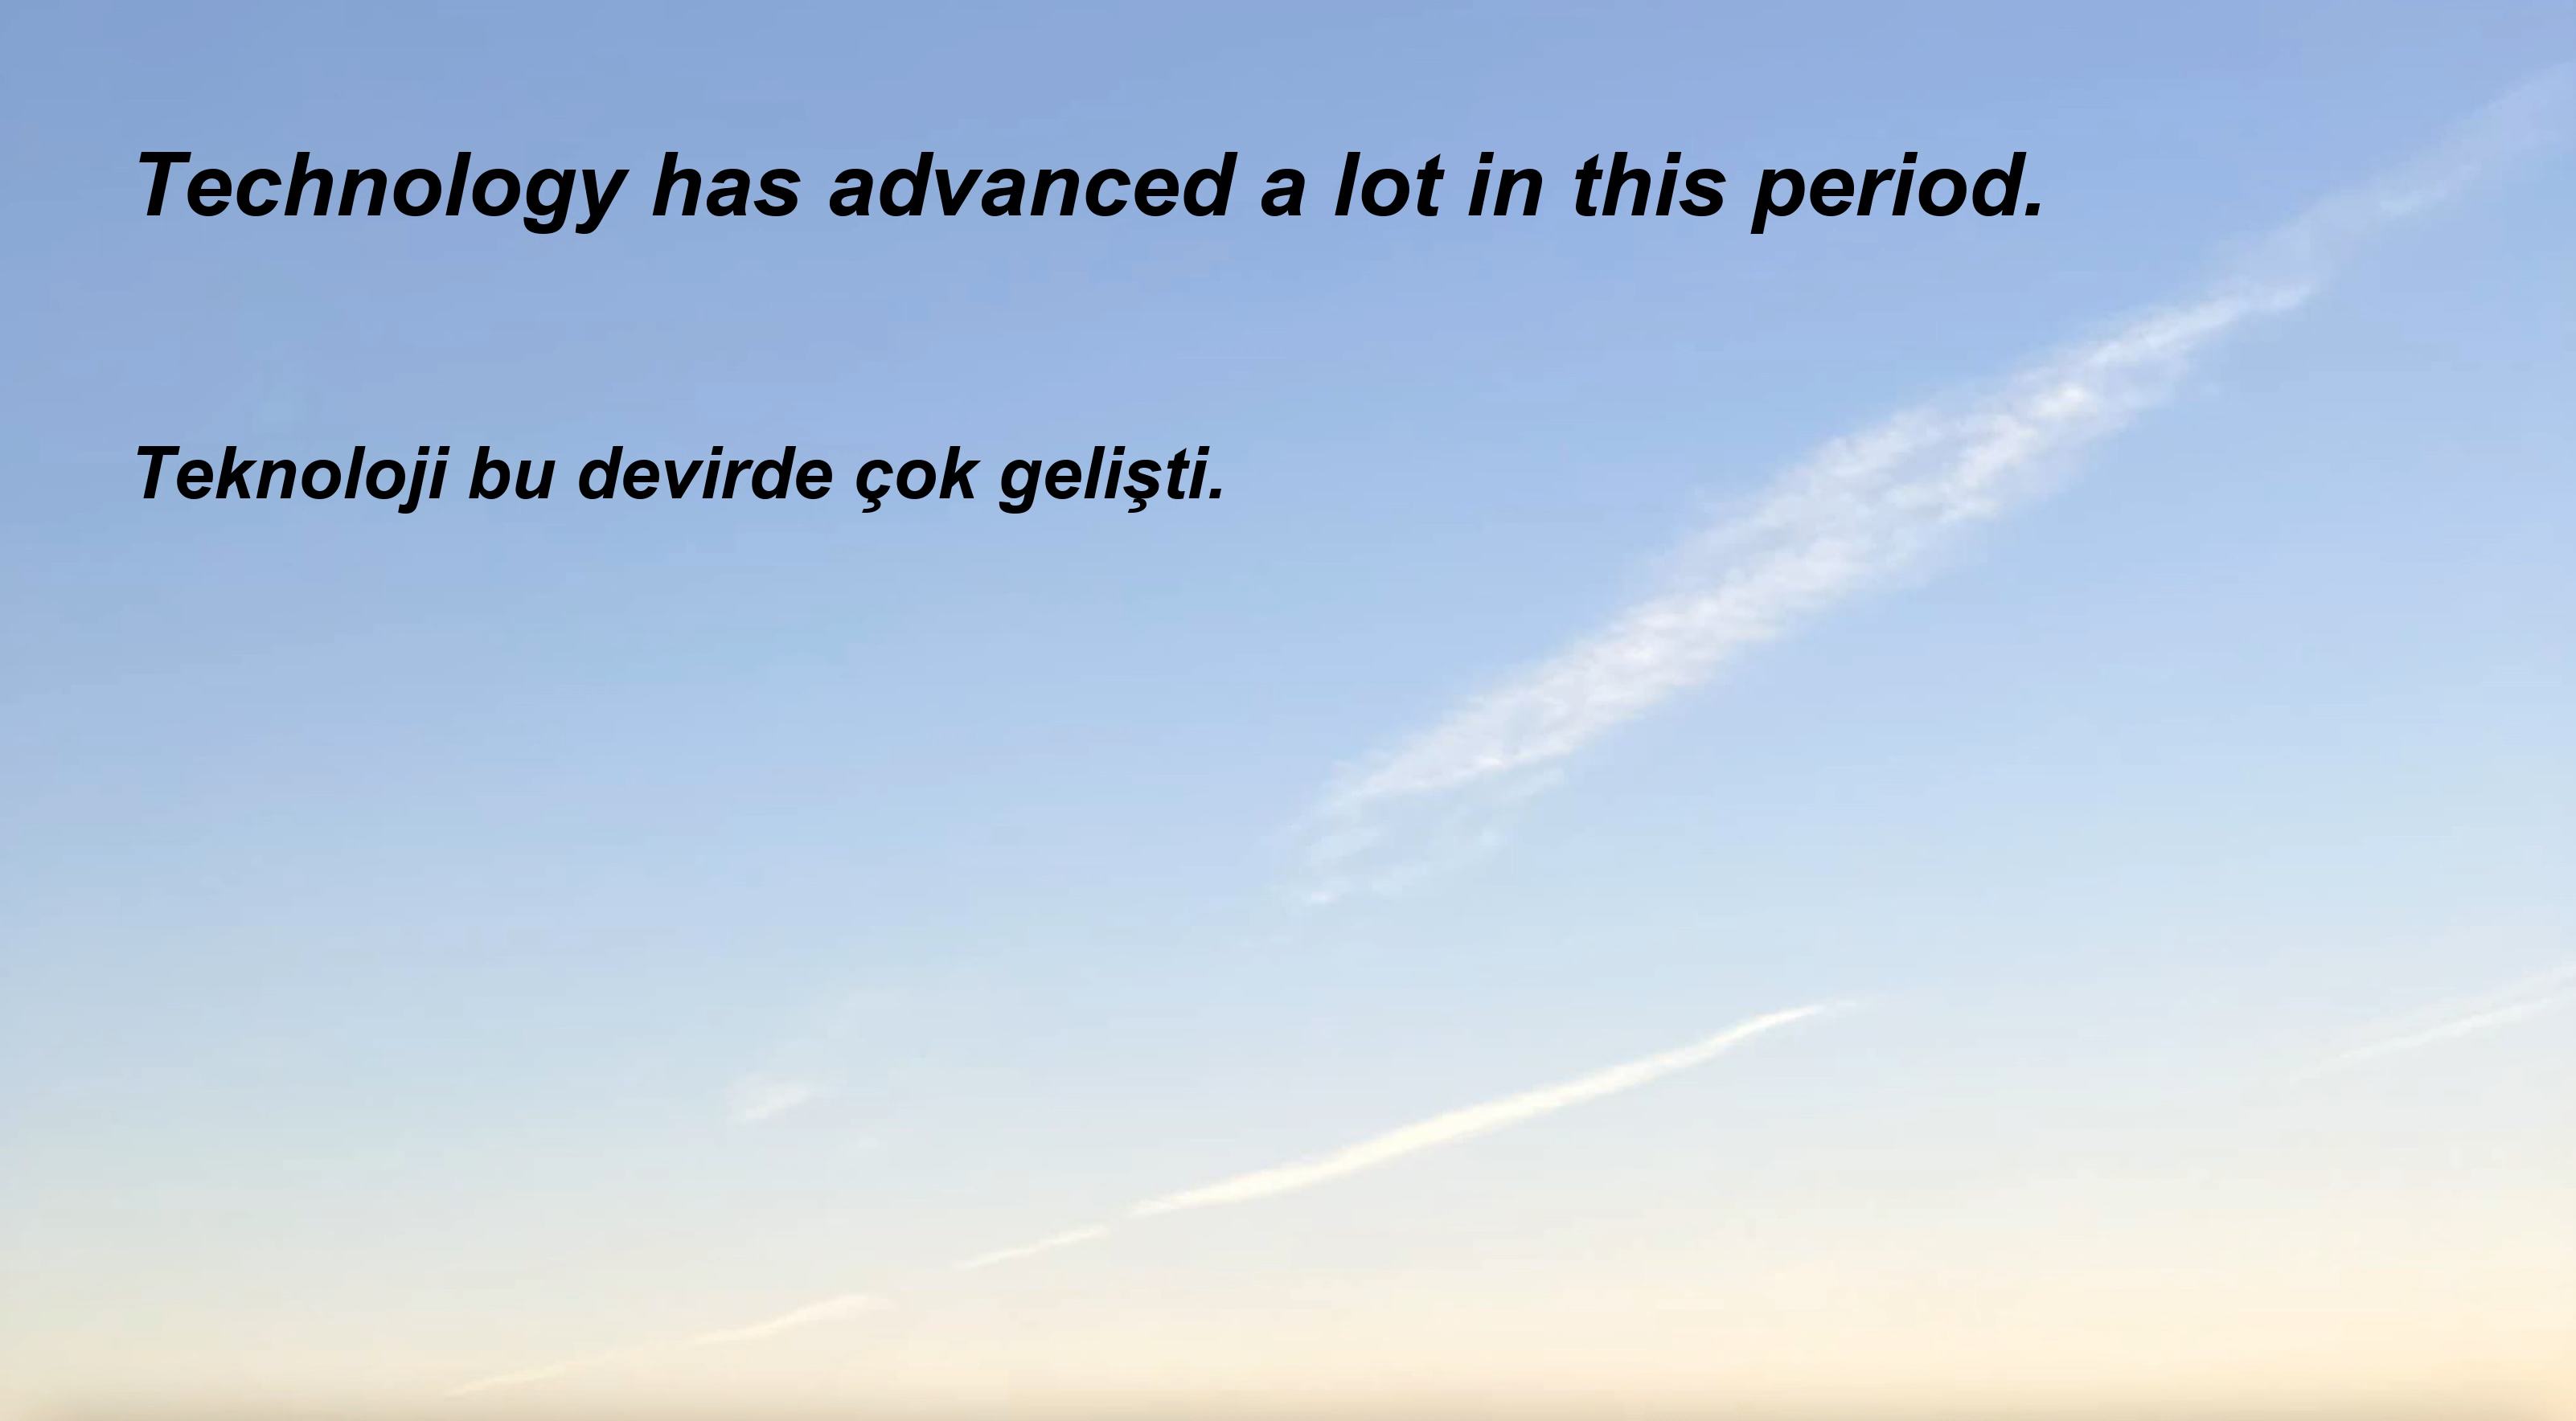 Technology has advanced a lot in this period.
Teknoloji bu devirde çok gelişti.